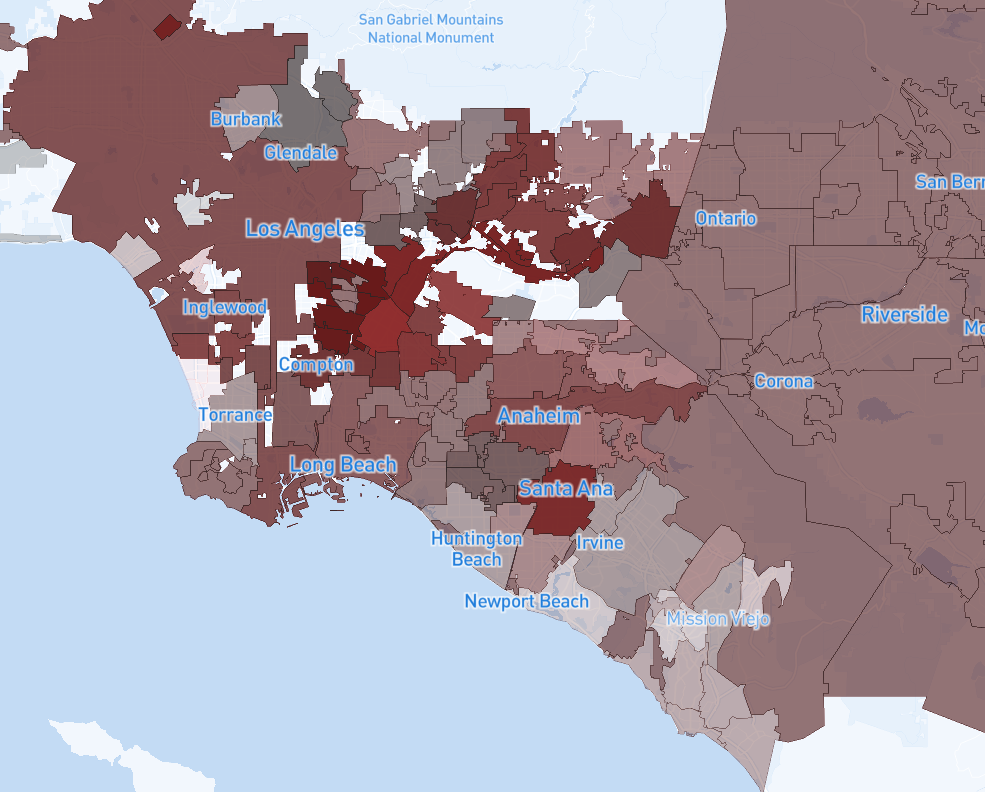 San Gabriel Mountains
National Monument
Burbank
Glendale
San Bern
Ontario
Los Angeles
Inglewood
Riverside
Mo
Compton
Corona
Torrance
Anaheim
Long Beach
Santa Ana
Huntington
Beach
Irvine
Newport Beach
Mission Viejo